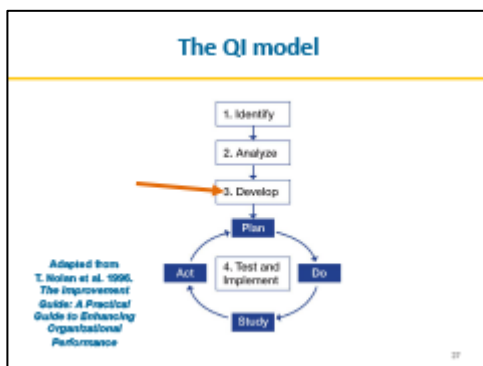 The QI model
1. Identify
2. Analyze
3. Develop
Plan
Act
4. Test and
Implement
Do
Study
Adapted from
T. Nolan et al. 1996.
The Improvement
Guide: A Practical
Guide to Enhancing
Organizational
Performance
37